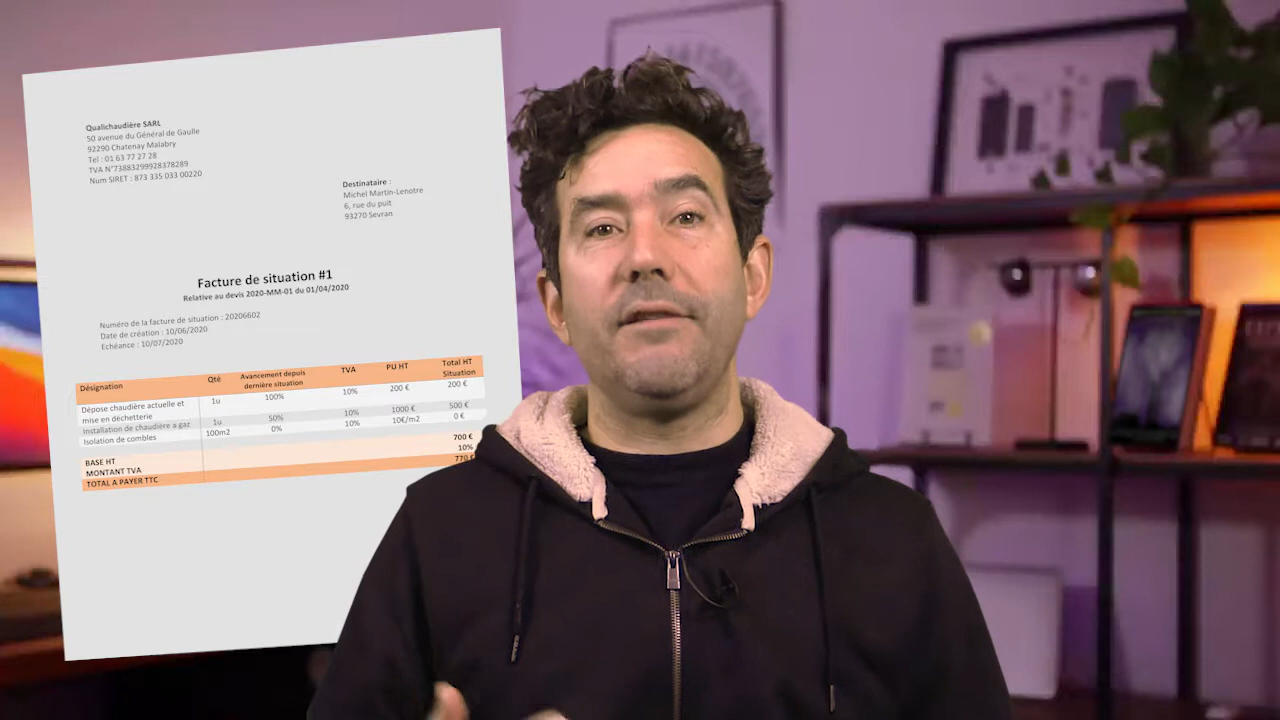 Qualichaudière SARL
50 avenue du Général de Gaulle
92290 Chatenay Malabry
Tel : 01 63 77 27 28
TVA N°73883299928378289
Num SIRET : 873 335 033 00220
Destinataire :
Michel Martin-Lenotre
6, rue du puit
93270 Sevran
Facture de situation #1
Relative au devis 2020-MM-01 du 01/04/2020
Numéro de la facture de situation : 20206602
Date de création : 10/06/2020
Echéance : 10/07/2020
Désignation Qté Avancement depuis dernière situation TVA PU HT Total HT Situation
Dépose chaudière actuelle et mise en déchetterie 1u 100% 10% 200 € 200 €
Installation de chaudière a gaz 1u 50% 10% 1000 € 500 €
Isolation de combles 100m2 0% 10% 10€/m2 0 €
BASE HT 700 €
MONTANT TVA 10%
TOTAL A PAYER TTC 770 €